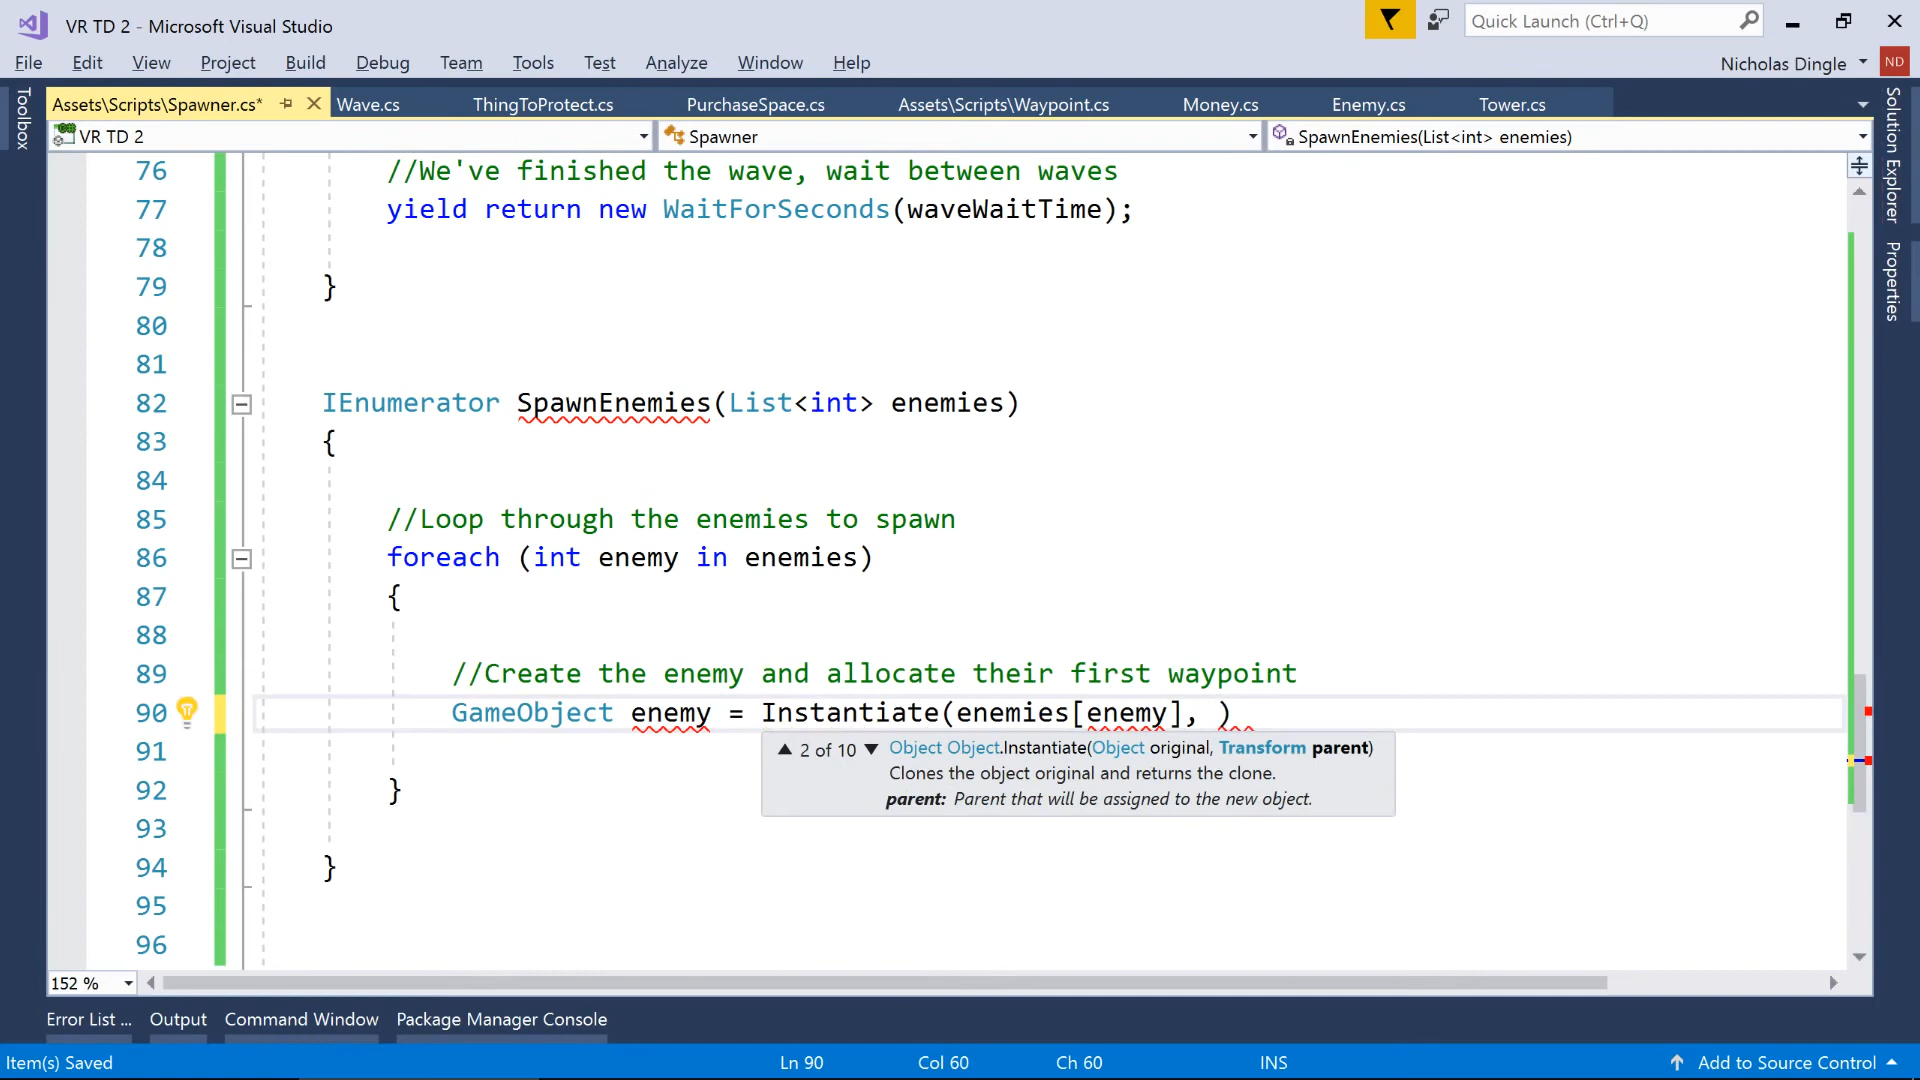 VR TD 2 - Microsoft Visual Studio
Quick Launch (Ctrl+Q)
File Edit View Project Build Debug Team Tools Test Analyze Window Help
Nicholas Dingle ND
Toolbox
Assets\Scripts\Spawner.cs* Wave.cs ThingToProtect.cs PurchaseSpace.cs Assets\Scripts\Waypoint.cs Money.cs Enemy.cs Tower.cs
VR TD 2 Spawner SpawnEnemies(List<int> enemies)
Solution Explorer
Properties
76 //We've finished the wave, wait between waves
77 yield return new WaitForSeconds(waveWaitTime);
78
79 }
80
81
82 IEnumerator SpawnEnemies(List<int> enemies)
83 {
84
85 //Loop through the enemies to spawn
86 foreach (int enemy in enemies)
87 {
88
89 //Create the enemy and allocate their first waypoint
90 GameObject enemy = Instantiate(enemies[enemy], )
91
2 of 10 Object Object.Instantiate(Object original, Transform parent)
Clones the object original and returns the clone.
parent: Parent that will be assigned to the new object.
92 }
93
94 }
95
96
152 %
Error List ... Output Command Window Package Manager Console
Item(s) Saved Ln 90 Col 60 Ch 60 INS Add to Source Control